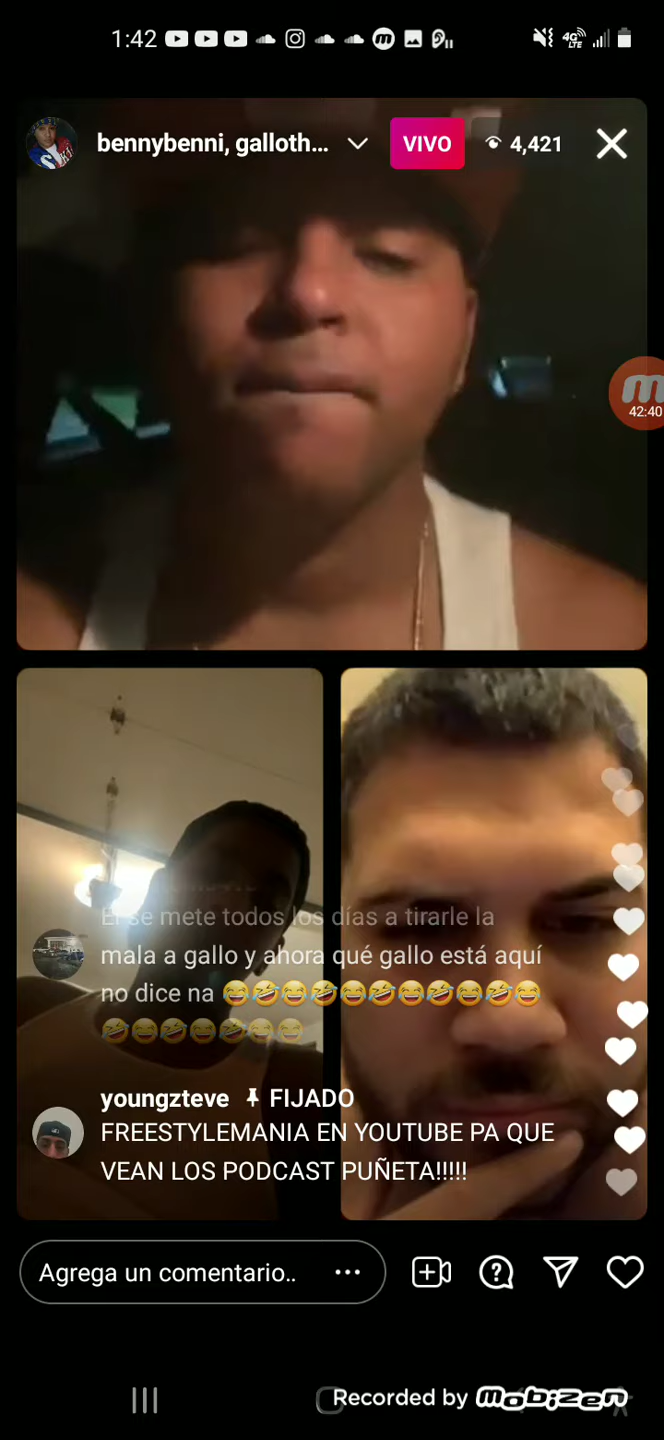 1:42
4G LTE
bennybenni, galloth...
VIVO
4,421
42:40
El se mete todos los días a tirarle la
mala a gallo y ahora qué gallo está aquí
no dice na 😂🤣😂🤣😂🤣😂🤣😂🤣😂
🤣😂🤣😂🤣😂😂
youngzteve FIJADO
FREESTYLEMANIA EN YOUTUBE PA QUE
VEAN LOS PODCAST PUÑETA!!!!!
Agrega un comentario..
Recorded by mobizen